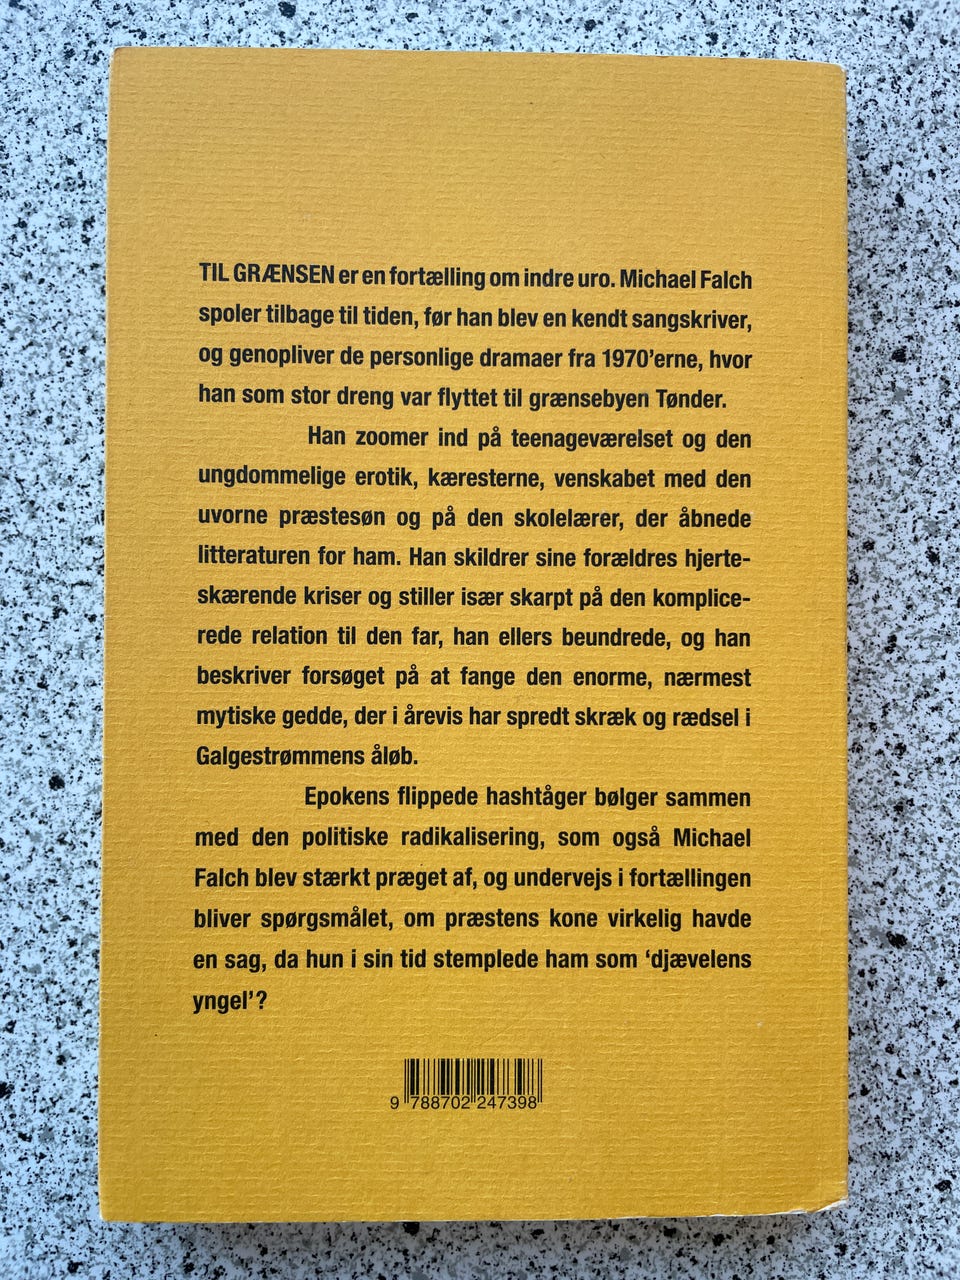 TIL GRÆNSEN er en fortælling om indre uro. Michael Falch
spoler tilbage til tiden, før han blev en kendt sangskriver,
og genopliver de personlige dramaer fra 1970’erne, hvor
han som stor dreng var flyttet til grænsebyen Tønder.
Han zoomer ind på teenageværelset og den
ungdommelige erotik, kæresterne, venskabet med den
uvorne præstesøn og på den skolelærer, der åbnede
litteraturen for ham. Han skildrer sine forældres hjerte-
skærende kriser og stiller især skarpt på den komplice-
rede relation til den far, han ellers beundrede, og han
beskriver forsøget på at fange den enorme, nærmest
mytiske gedde, der i årevis har spredt skræk og rædsel i
Galgestrømmens åløb.
Epokens flippede hashtåger bølger sammen
med den politiske radikalisering, som også Michael
Falch blev stærkt præget af, og undervejs i fortællingen
bliver spørgsmålet, om præstens kone virkelig havde
en sag, da hun i sin tid stemplede ham som ‘djævelens
yngel’?
9 788702 247398